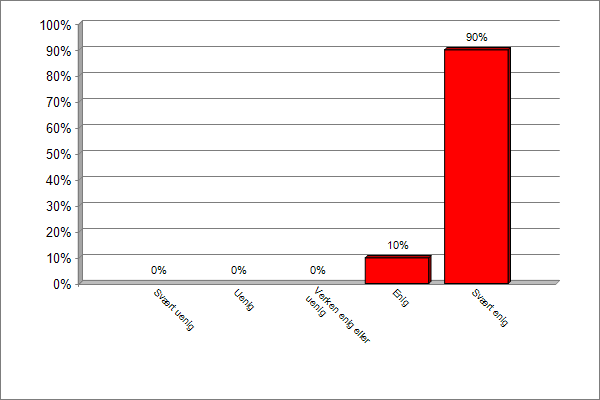 100%
90%
80%
70%
60%
50%
40%
30%
20%
10%
0%
0%
0%
0%
10%
90%
Svært uenig
Uenig
Verken enig eller
uenig
Enig
Svært enig